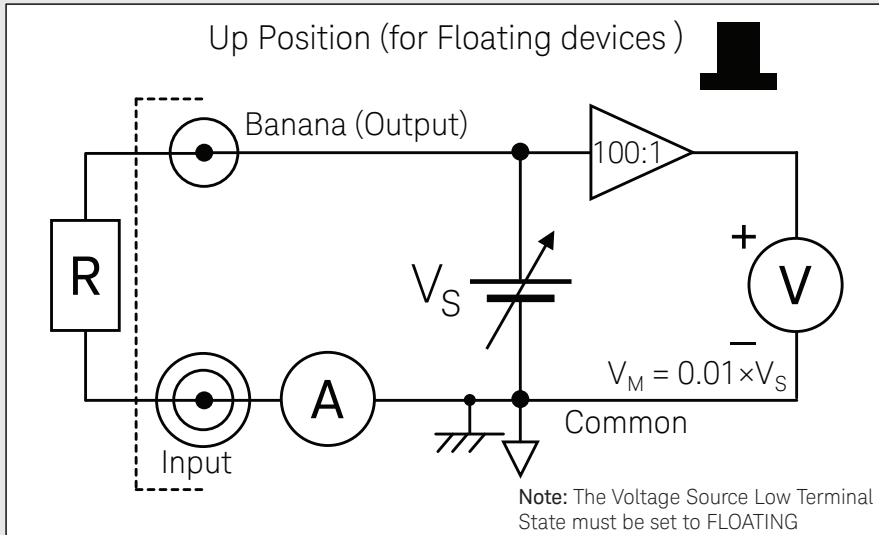 Up Position (for Floating devices )
Banana (Output)
100:1
R
V_S
+
V
−
V_M = 0.01×V_S
A
Input
Common
Note: The Voltage Source Low Terminal
State must be set to FLOATING